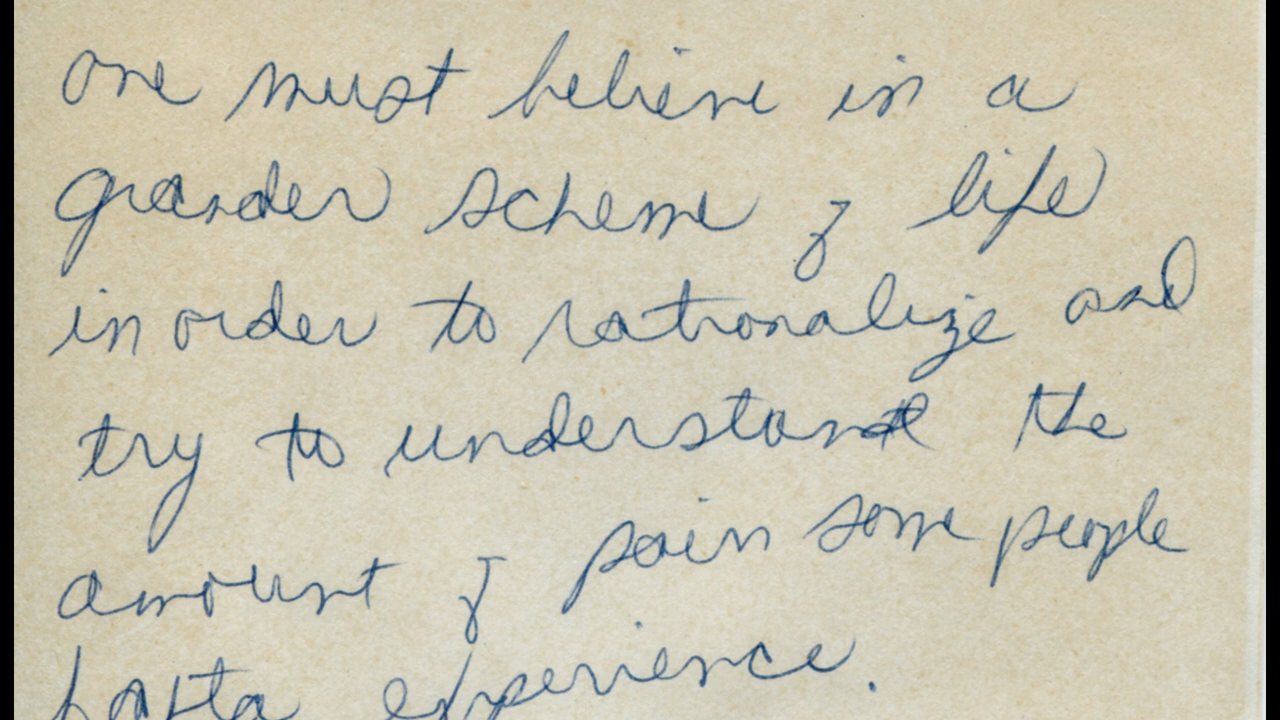 one must believe in a
grander scheme of life
in order to rationalize and
try to understand the
amount of pain some people
hafta experience.